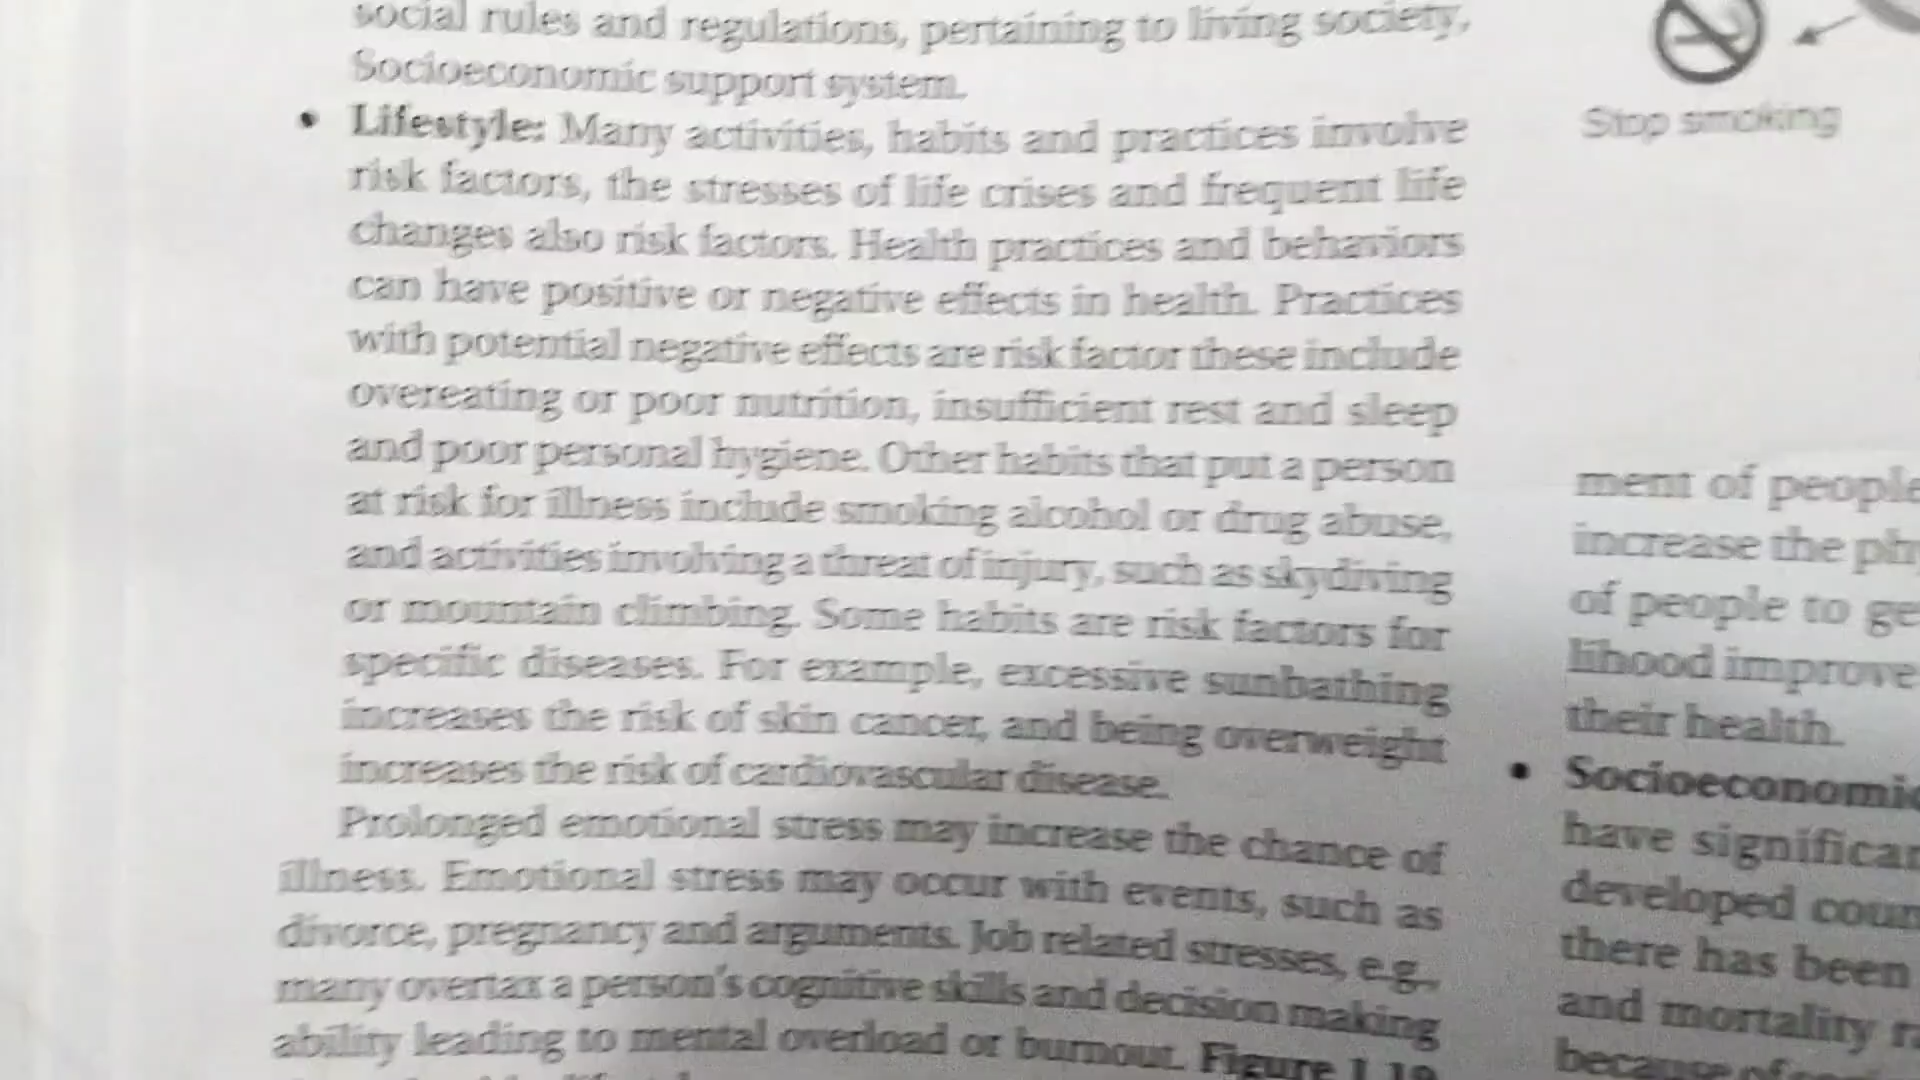 social rules and regulations, pertaining to living society,
Socioeconomic support system.
• Lifestyle: Many activities, habits and practices involve
risk factors, the stresses of life crises and frequent life
changes also risk factors. Health practices and behaviors
can have positive or negative effects in health. Practices
with potential negative effects are risk factor these include
overeating or poor nutrition, insufficient rest and sleep
and poor personal hygiene. Other habits that put a person
at risk for illness include smoking alcohol or drug abuse,
and activities involving a threat of injury, such as skydiving
or mountain climbing. Some habits are risk factors for
specific diseases. For example, excessive sunbathing
increases the risk of skin cancer, and being overweight
increases the risk of cardiovascular disease.
Prolonged emotional stress may increase the chance of
illness. Emotional stress may occur with events, such as
divorce, pregnancy and arguments. Job related stresses, e.g.,
many overtax a person's cognitive skills and decision making
ability leading to mental overload or burnout. Figure 1.19
Stop smoking
ment of people
increase the
of people to
lihood improve
their health.
• Socioeconomic
have
developed
there has been
and mortality
because of